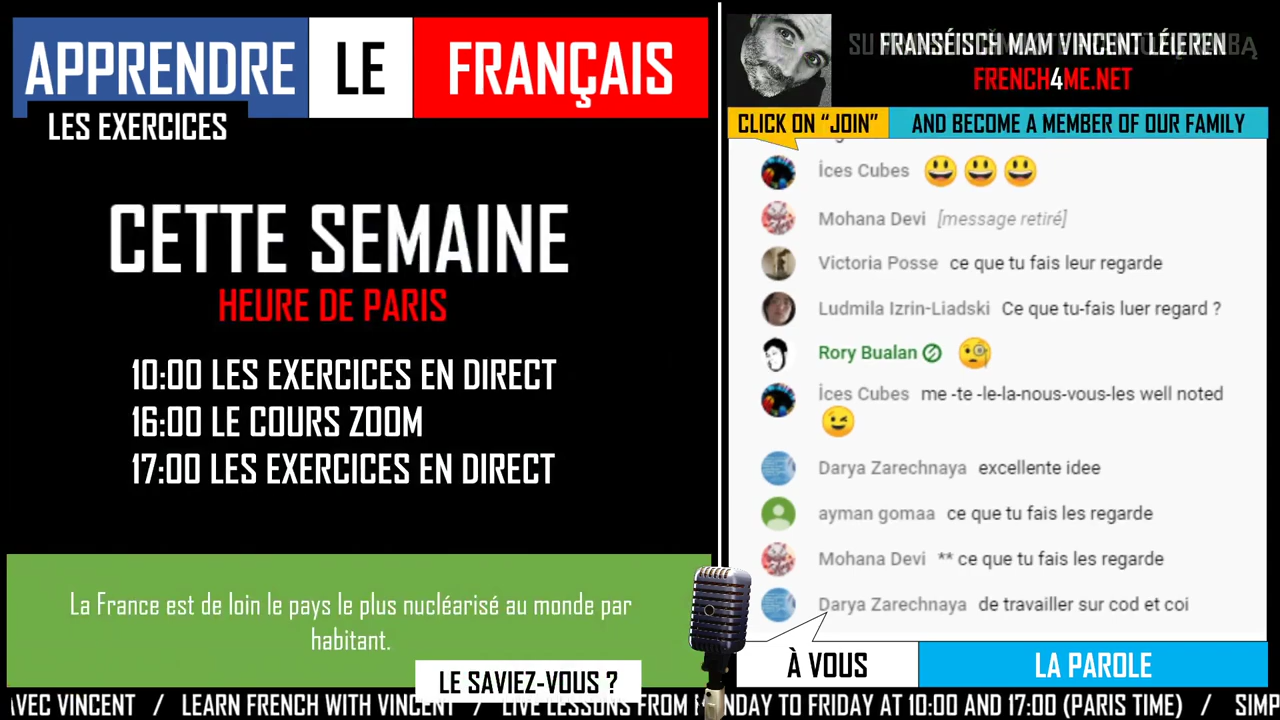 APPRENDRE LE FRANÇAIS
LES EXERCICES
CETTE SEMAINE
HEURE DE PARIS
10:00 LES EXERCICES EN DIRECT
16:00 LE COURS ZOOM
17:00 LES EXERCICES EN DIRECT
La France est de loin le pays le plus nucléarisé au monde par
habitant.
LE SAVIEZ-VOUS ?
FRANSÉISCH MAM VINCENT LÉIEREN
FRENCH4ME.NET
CLICK ON “JOIN” AND BECOME A MEMBER OF OUR FAMILY
İces Cubes 😃 😃 😃
Mohana Devi [message retiré]
Victoria Posse ce que tu fais leur regarde
Ludmila Izrin-Liadski Ce que tu-fais luer regard ?
Rory Bualan 🧐
İces Cubes me -te -le-la-nous-vous-les well noted
😉
Darya Zarechnaya excellente idee
ayman gomaa ce que tu fais les regarde
Mohana Devi ** ce que tu fais les regarde
Darya Zarechnaya de travailler sur cod et coi
À VOUS LA PAROLE
AVEC VINCENT / LEARN FRENCH WITH VINCENT / LIVE LESSONS FROM MONDAY TO FRIDAY AT 10:00 AND 17:00 (PARIS TIME) / SIMP